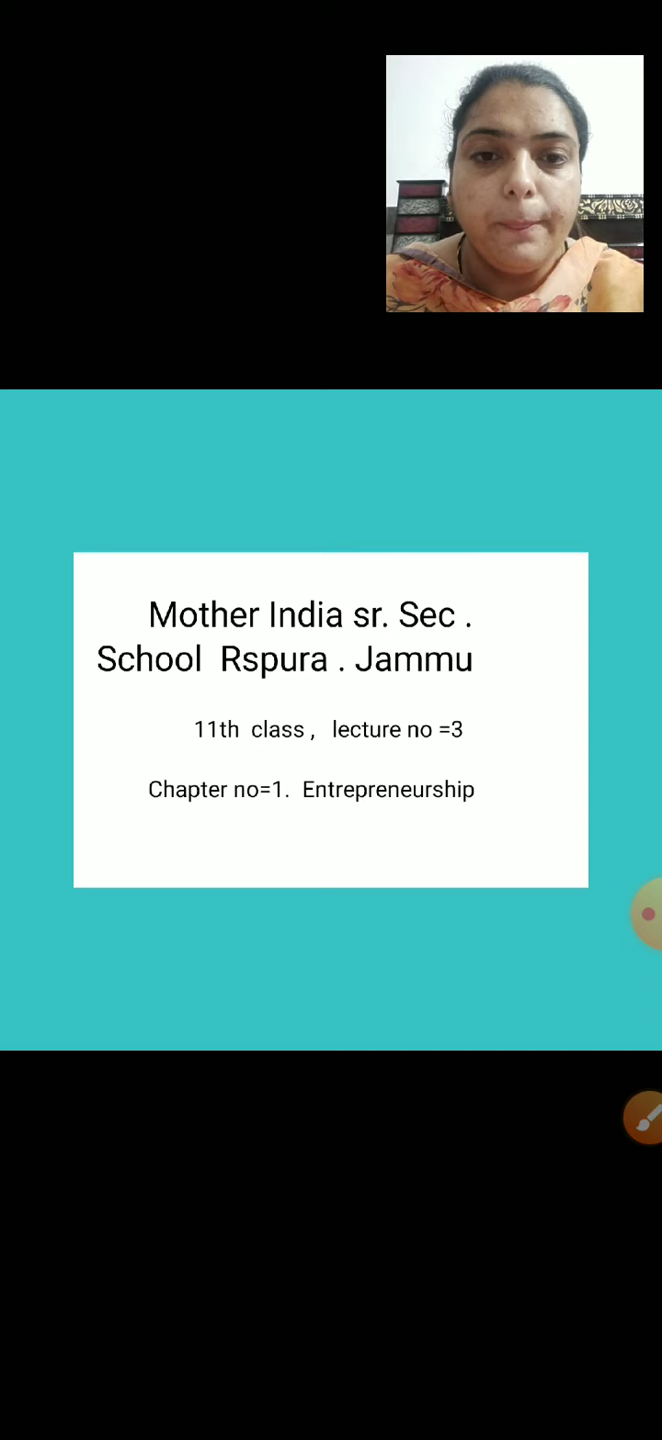 Mother India sr. Sec .
School Rspura . Jammu
11th class , lecture no =3
Chapter no=1. Entrepreneurship